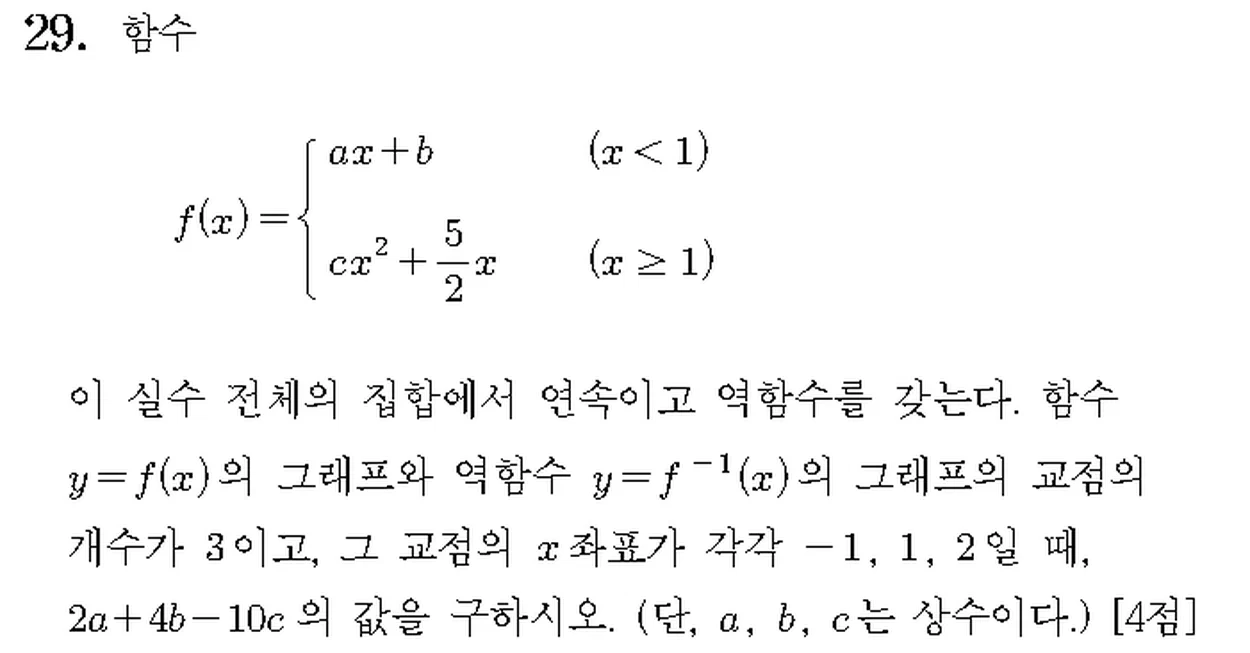 29. 함수
f(x) = { ax+b (x < 1)
cx² + 5/2 x (x ≥ 1)
이 실수 전체의 집합에서 연속이고 역함수를 갖는다. 함수
y=f(x)의 그래프와 역함수 y=f⁻¹(x)의 그래프의 교점의
개수가 3이고, 그 교점의 x좌표가 각각 −1, 1, 2일 때,
2a+4b−10c의 값을 구하시오. (단, a, b, c는 상수이다.) [4점]